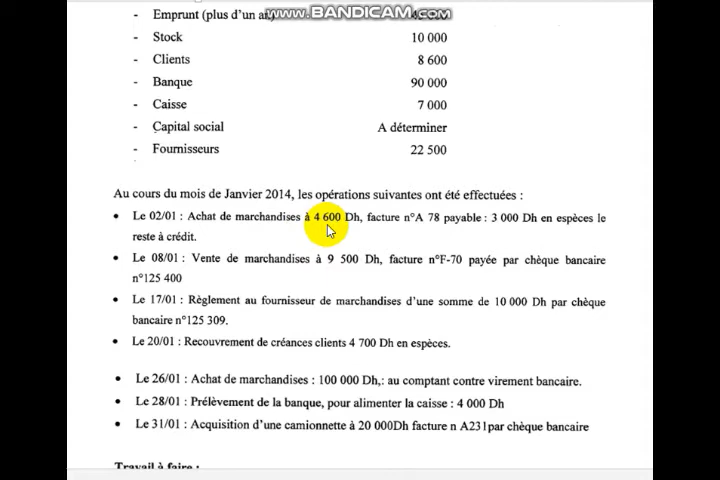 www.BANDICAM.com
- Emprunt (plus d'un an)
- Stock 10 000
- Clients 8 600
- Banque 90 000
- Caisse 7 000
- Capital social A déterminer
- Fournisseurs 22 500
Au cours du mois de Janvier 2014, les opérations suivantes ont été effectuées :
• Le 02/01 : Achat de marchandises à 4 600 Dh, facture n°A 78 payable : 3 000 Dh en espèces le
reste à crédit.
• Le 08/01 : Vente de marchandises à 9 500 Dh, facture n°F-70 payée par chèque bancaire
n°125 400
• Le 17/01 : Règlement au fournisseur de marchandises d'une somme de 10 000 Dh par chèque
bancaire n°125 309.
• Le 20/01 : Recouvrement de créances clients 4 700 Dh en espèces.
• Le 26/01 : Achat de marchandises : 100 000 Dh,: au comptant contre virement bancaire.
• Le 28/01 : Prélèvement de la banque, pour alimenter la caisse : 4 000 Dh
• Le 31/01 : Acquisition d'une camionnette à 20 000Dh facture n A231par chèque bancaire
Travail à faire :